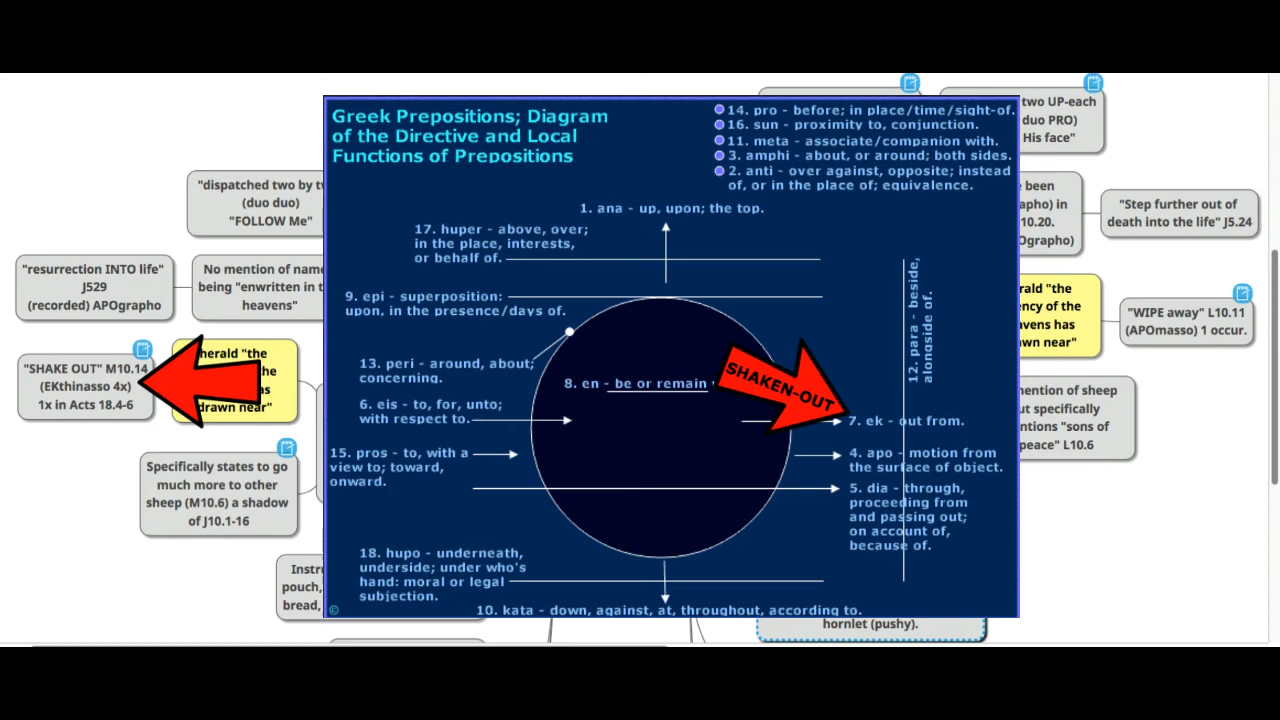 Greek Prepositions; Diagram
of the Directive and Local
Functions of Prepositions
14. pro - before; in place/time/sight-of.
16. sun - proximity to, conjunction.
11. meta - associate/companion with.
3. amphi - about, or around; both sides.
2. anti - over against, opposite; instead
of, or in the place of; equivalence.
1. ana - up, upon; the top.
17. huper - above, over;
in the place, interests,
or behalf of.
9. epi - superposition:
upon, in the presence/days of.
13. peri - around, about;
concerning.
8. en - be or remain
6. eis - to, for, unto;
with respect to.
15. pros - to, with a
view to; toward,
onward.
12. para - beside,
alongside of.
SHAKEN-OUT
7. ek - out from.
4. apo - motion from
the surface of object.
5. dia - through,
proceeding from
and passing out;
on account of,
because of.
18. hupo - underneath,
underside; under who's
hand: moral or legal
subjection.
10. kata - down, against, at, throughout, according to.
©
"dispatched two by
(duo duo)
"FOLLOW Me"
"resurrection INTO life"
J529
(recorded) APOgrapho
No mention of
being "enwritten in
heavens"
"SHAKE OUT" M10.14
(EKthinasso 4x)
1x in Acts 18.4-6
herald "the
the
as
drawn near"
Specifically states to go
much more to other
sheep (M10.6) a shadow
of J10.1-16
pouch,
bread,
two UP-each
duo PRO)
His face"
been
in
10.20.
"Step further out of
death into the life" J5.24
"the
of the
has
near"
"WIPE away" L10.11
(APOmasso) 1 occur.
of sheep
specifically
"sons of
peace" L10.6
hornlet (pushy).